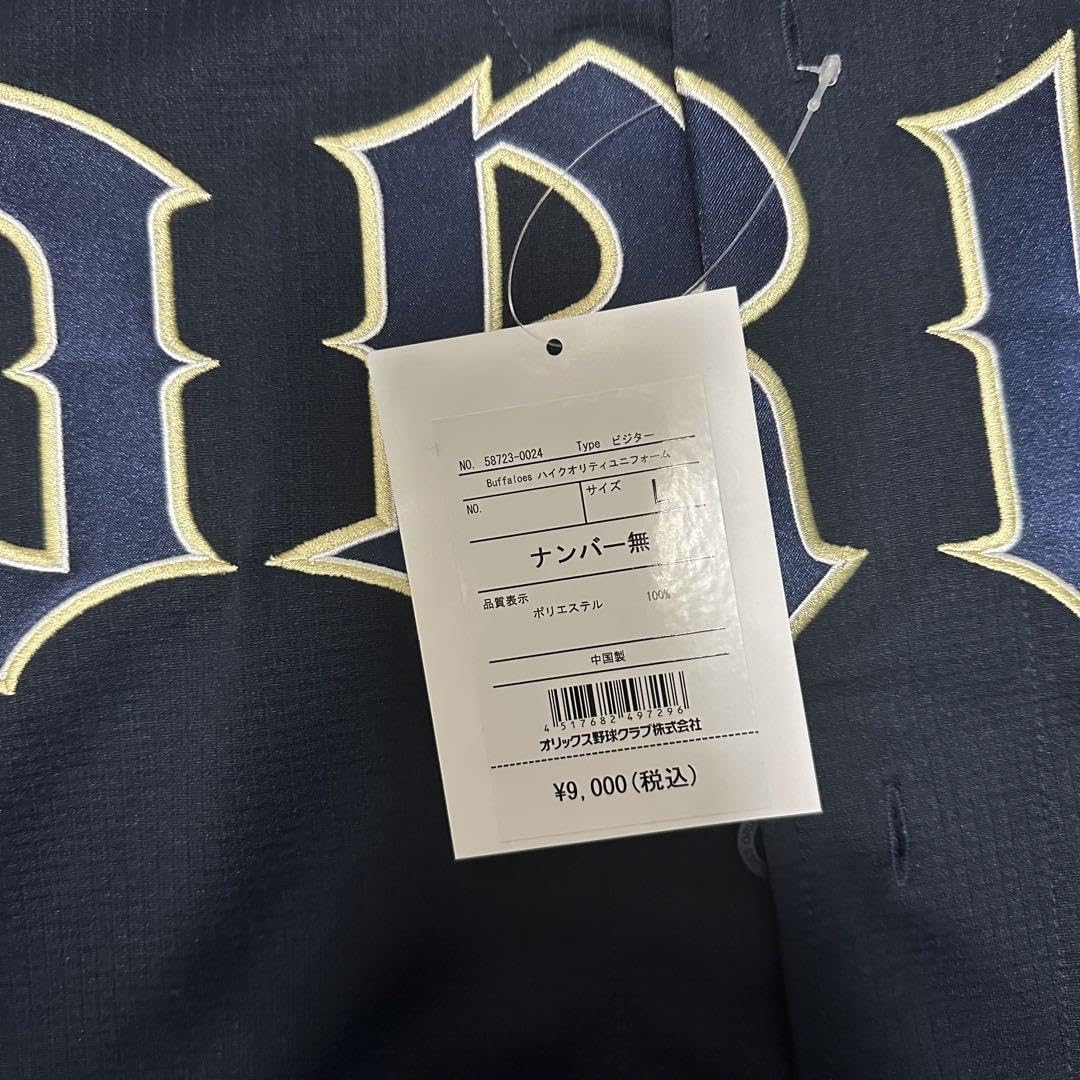 ORI
NO. 58723-0024 Type ビジター
Buffaloes ハイクオリティユニフォーム
NO. サイズ L
ナンバー無
品質表示
ポリエステル 100%
中国製
4 517682 497296
オリックス野球クラブ株式会社
¥9,000(税込)